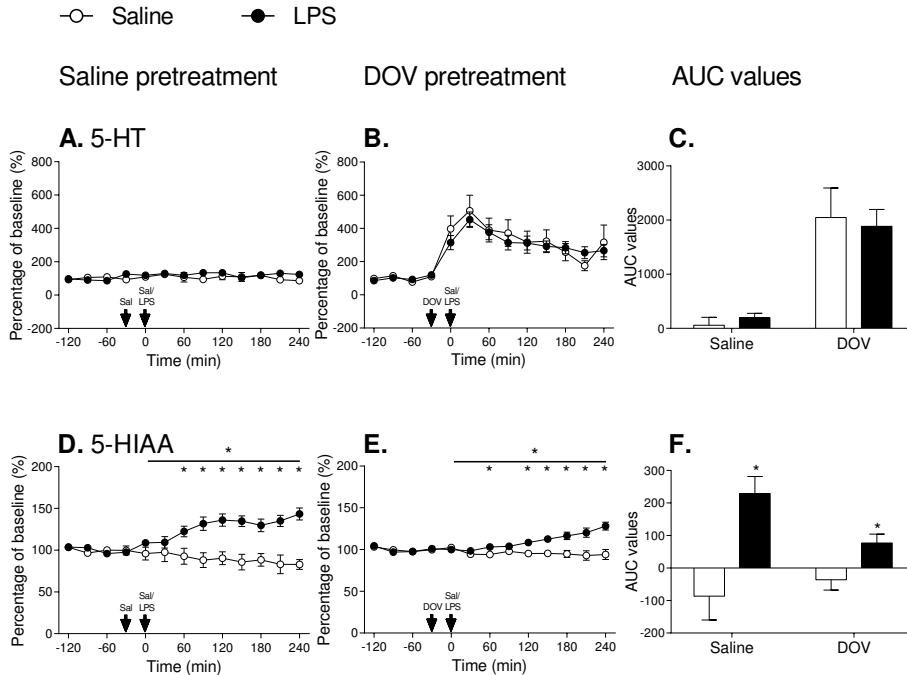 Saline LPS
Saline pretreatment DOV pretreatment AUC values
A. 5-HT
Percentage of baseline (%)
800
600
400
200
0
-200
Sal
Sal/
LPS
-120 -60 0 60 120 180 240
Time (min)
B.
Percentage of baseline (%)
800
600
400
200
0
-200
DOV
Sal/
LPS
-120 -60 0 60 120 180 240
Time (min)
C.
AUC values
3000
2000
1000
0
Saline DOV
D. 5-HIAA
Percentage of baseline (%)
200
150
100
50
0
*
* * * * * * *
Sal
Sal/
LPS
-120 -60 0 60 120 180 240
Time (min)
E.
Percentage of baseline (%)
200
150
100
50
0
*
* * * * * *
DOV
Sal/
LPS
-120 -60 0 60 120 180 240
Time (min)
F.
AUC values
300
200
100
0
-100
-200
*
*
Saline DOV